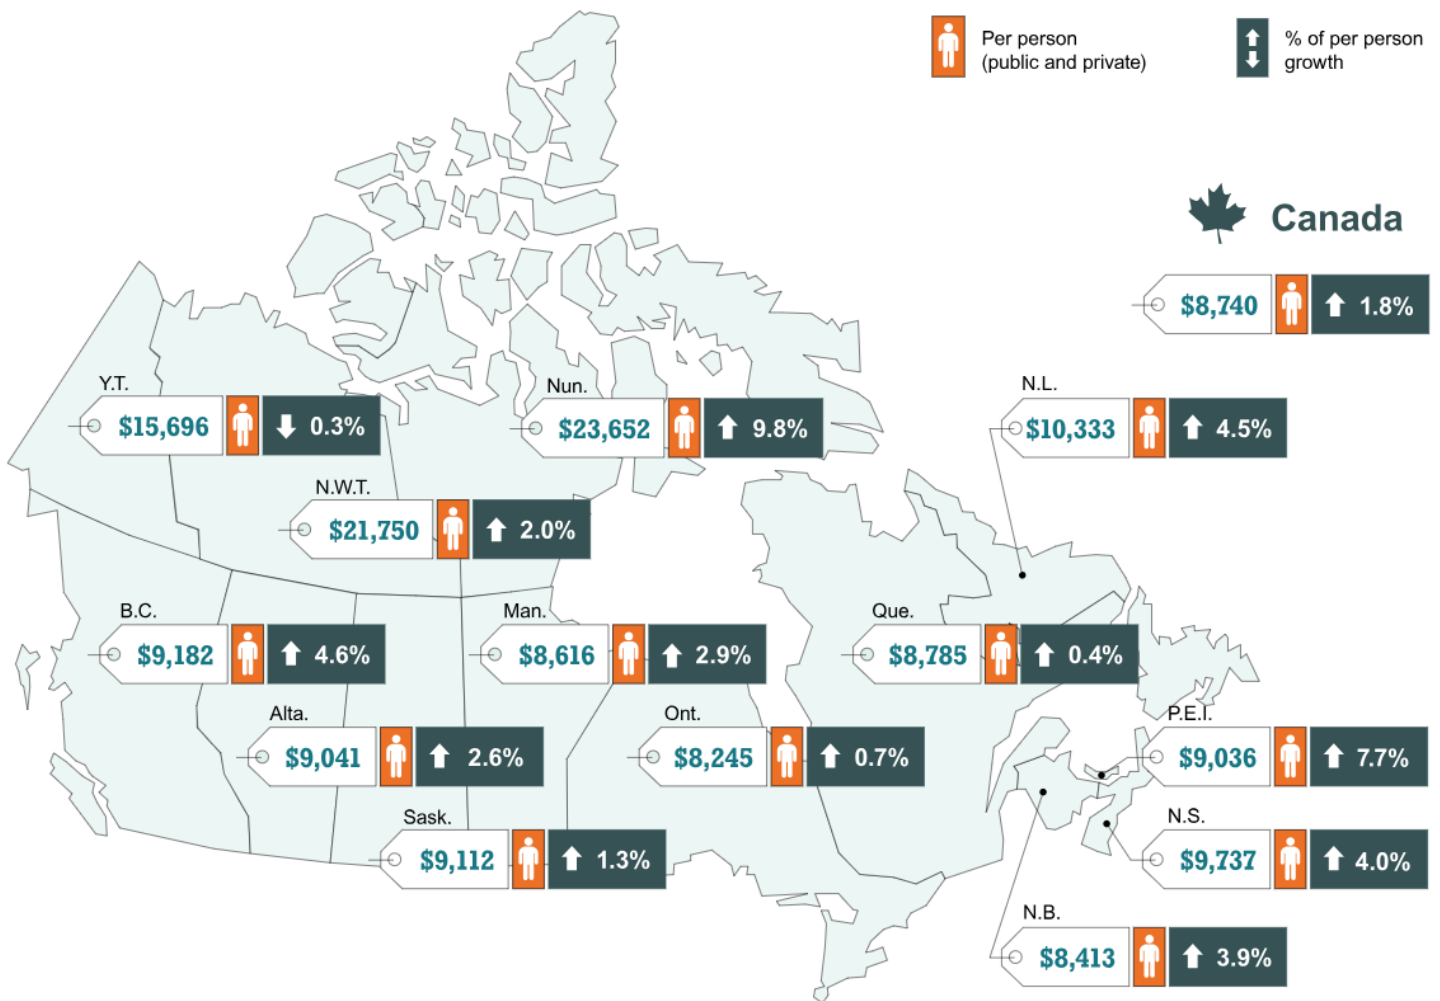 Per person
(public and private)
% of per person
growth
Canada
$8,740
1.8%
Y.T.
$15,696
0.3%
Nun.
$23,652
9.8%
N.L.
$10,333
4.5%
N.W.T.
$21,750
2.0%
B.C.
$9,182
4.6%
Man.
$8,616
2.9%
Que.
$8,785
0.4%
Alta.
$9,041
2.6%
Ont.
$8,245
0.7%
P.E.I.
$9,036
7.7%
Sask.
$9,112
1.3%
N.S.
$9,737
4.0%
N.B.
$8,413
3.9%